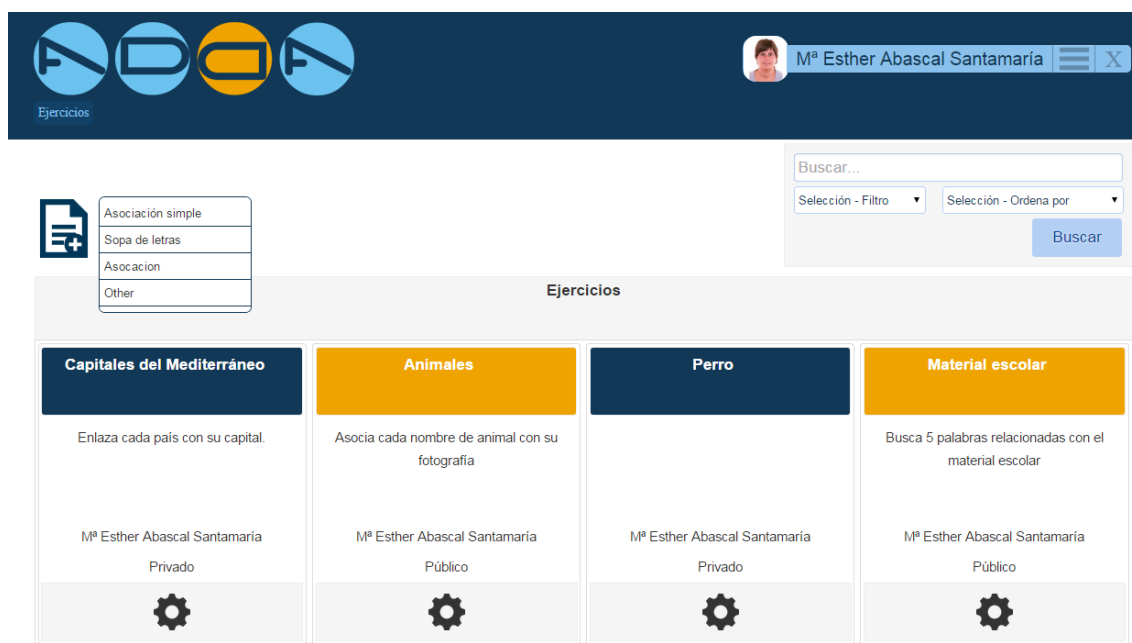 ADAA
Mª Esther Abascal Santamaría X
Ejercicios
Buscar...
Selección - Filtro Selección - Ordena por
Buscar
Asociación simple
Sopa de letras
Asocacion
Other
Ejercicios
Capitales del Mediterráneo
Enlaza cada país con su capital.
Mª Esther Abascal Santamaría
Privado
Animales
Asocia cada nombre de animal con su
fotografía
Mª Esther Abascal Santamaría
Público
Perro
Mª Esther Abascal Santamaría
Privado
Material escolar
Busca 5 palabras relacionadas con el
material escolar
Mª Esther Abascal Santamaría
Público